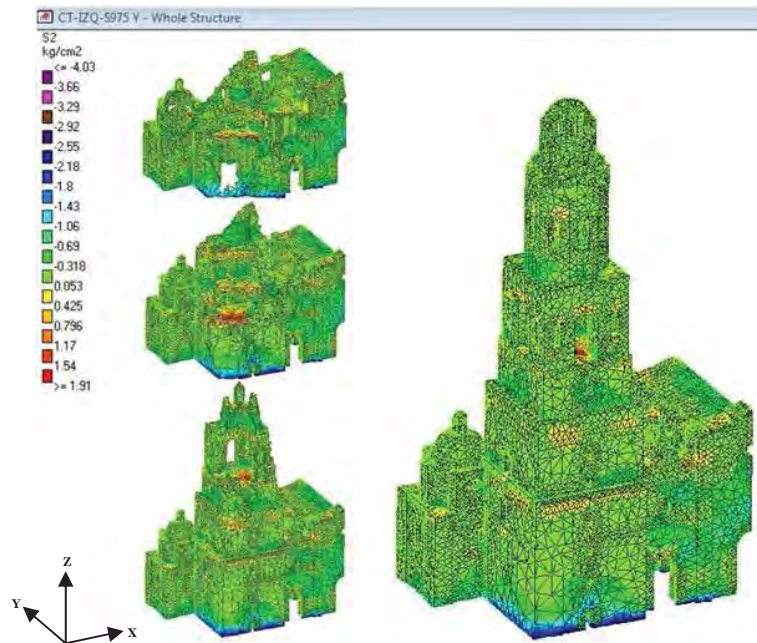 CT-IZQ-S975 Y - Whole Structure
S2
kg/cm2
<= -4.03
-3.66
-3.29
-2.92
-2.55
-2.18
-1.8
-1.43
-1.06
-0.69
-0.318
0.053
0.425
0.796
1.17
1.54
>= 1.91
Z
Y
X